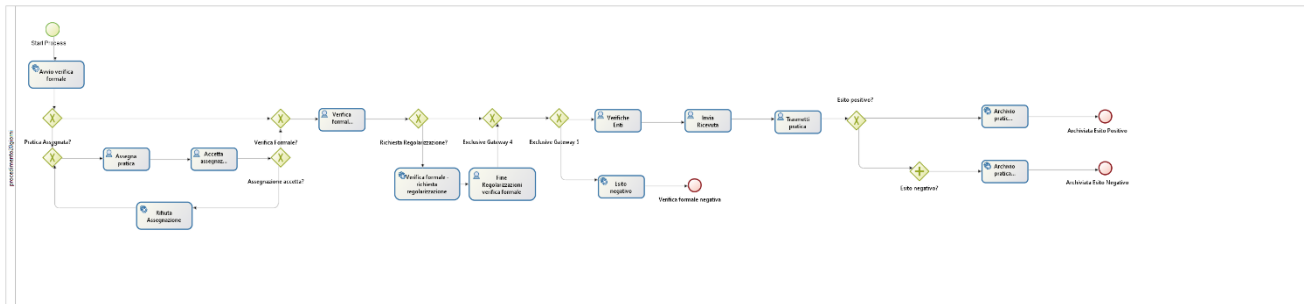 Start Process
Avvio verifica
formale
Pratica Assegnata?
Assegna
pratica
Accetta
assegnaz...
Assegnazione accetta?
Rifiuta
Assegnazione
Verifica Formale?
Verifica
formal...
Richiesta Regolarizzazione?
Verifica formale -
richiesta
regolarizzazione
Exclusive Gateway 4
Fine
Regolarizzazioni
verifica formale
Exclusive Gateway 5
Esito
negativo
Verifica formale negativa
Verifiche
Enti
Invia
Ricevuta
Trasmetti
pratica
Esito positivo?
Archivio
pratic...
Archiviata Esito Positivo
Esito negativo?
Archivio
pratica...
Archiviata Esito Negativo